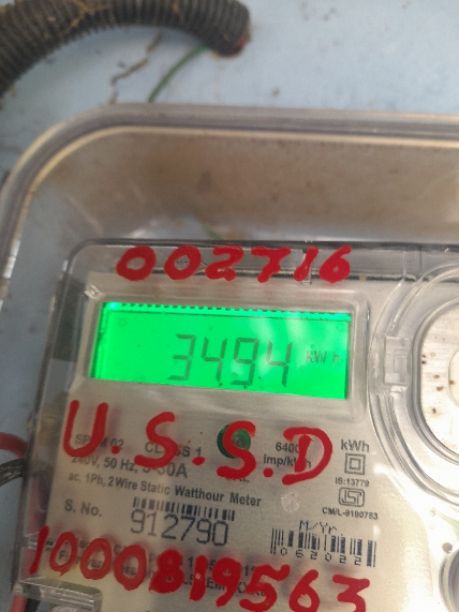 002716
3494 kWh
U.S.S.D
CLASS 1
6400
kWh
240V, 50 Hz,
Imp/kWh
ac, 1Ph, 2 Wire Static Watthour Meter
IS:13779
CM/L-9190783
S. No.
912790
M/Yr.
062022
1000819563